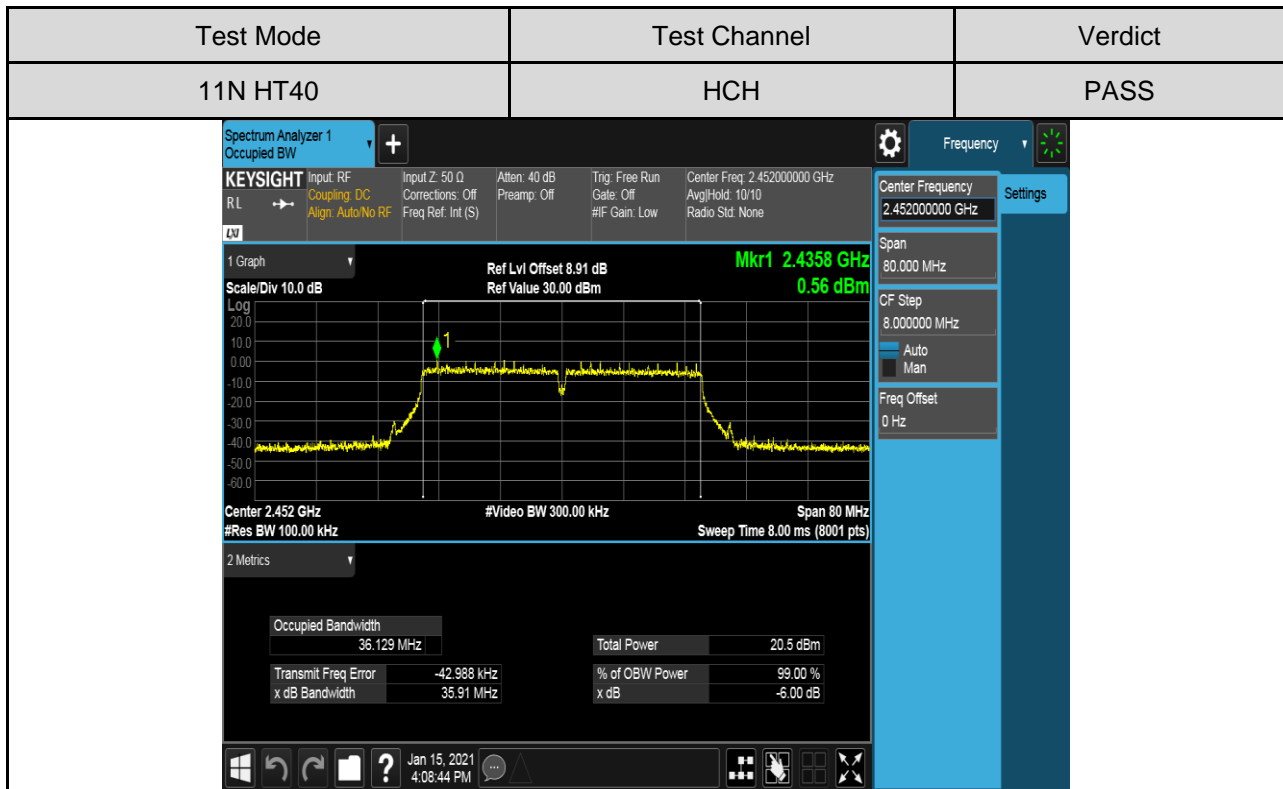 Test Mode Test Channel Verdict
11N HT40 HCH PASS
Spectrum Analyzer 1
Occupied BW
+
Frequency
KEYSIGHT Input: RF Input Z: 50 Ω Atten: 40 dB Trig: Free Run Center Freq: 2.452000000 GHz
RL Coupling: DC Corrections: Off Preamp: Off Gate: Off Avg|Hold: 10/10
Align: Auto/No RF Freq Ref: Int (S) #IF Gain: Low Radio Std: None
LXI
Center Frequency
2.452000000 GHz
Settings
Span
80.000 MHz
CF Step
8.000000 MHz
Auto
Man
Freq Offset
0 Hz
1 Graph Ref Lvl Offset 8.91 dB Mkr1 2.4358 GHz
Scale/Div 10.0 dB Ref Value 30.00 dBm 0.56 dBm
Log
20.0
10.0
0.00
-10.0
-20.0
-30.0
-40.0
-50.0
-60.0
1
Center 2.452 GHz #Video BW 300.00 kHz Span 80 MHz
#Res BW 100.00 kHz Sweep Time 8.00 ms (8001 pts)
2 Metrics
Occupied Bandwidth
36.129 MHz Total Power 20.5 dBm
Transmit Freq Error -42.988 kHz % of OBW Power 99.00 %
x dB Bandwidth 35.91 MHz x dB -6.00 dB
? Jan 15, 2021
4:08:44 PM